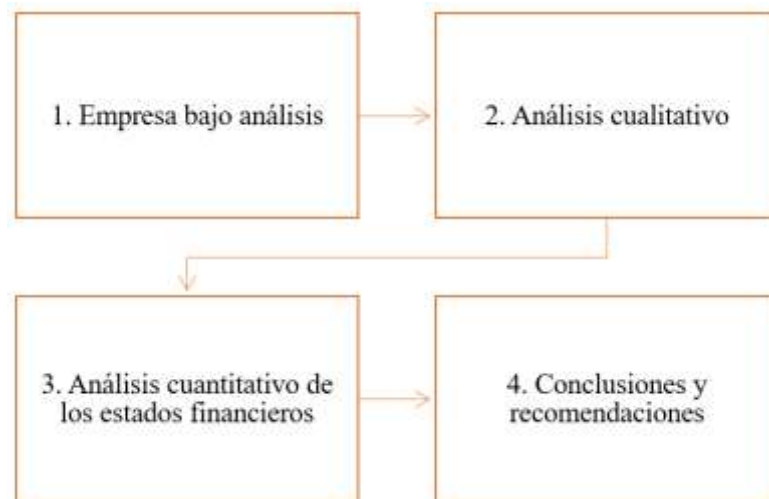 1. Empresa bajo análisis
2. Análisis cualitativo
3. Análisis cuantitativo de
los estados financieros
4. Conclusiones y
recomendaciones